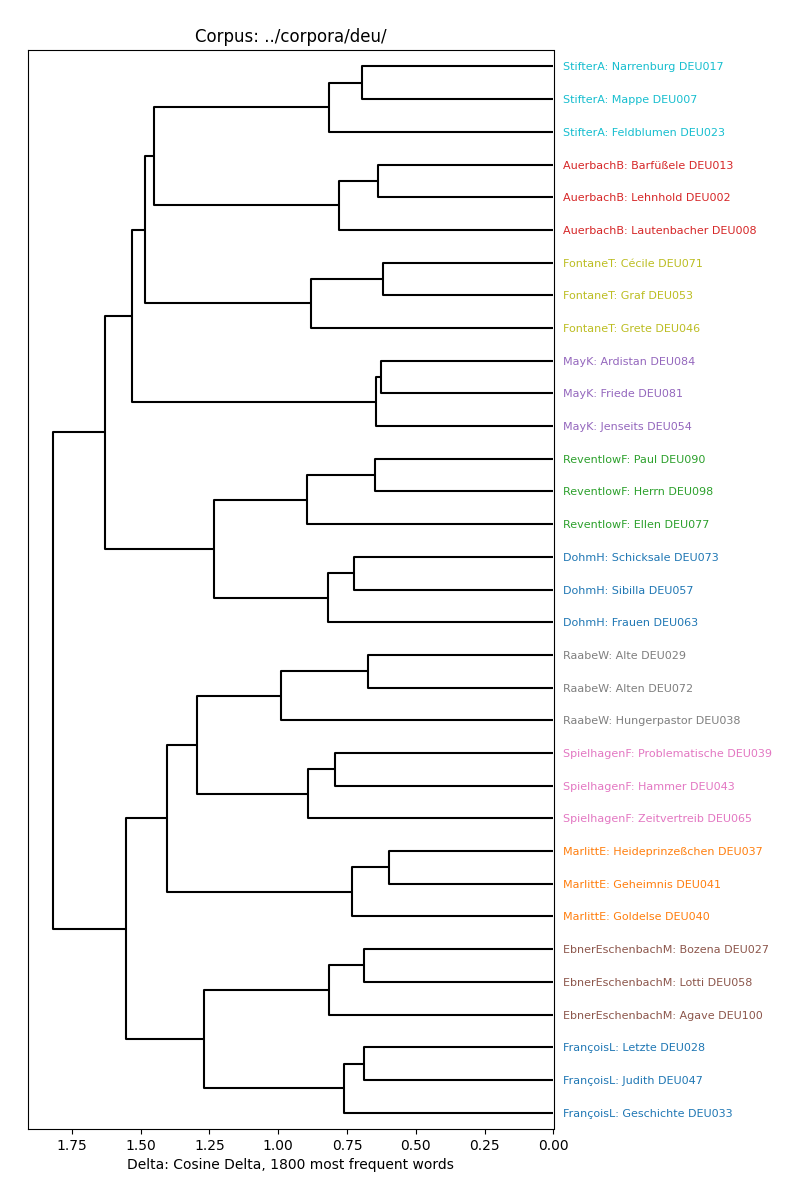 Corpus: ../corpora/deu/
StifterA: Narrenburg DEU017
StifterA: Mappe DEU007
StifterA: Feldblumen DEU023
AuerbachB: Barfüßele DEU013
AuerbachB: Lehnhold DEU002
AuerbachB: Lautenbacher DEU008
FontaneT: Cécile DEU071
FontaneT: Graf DEU053
FontaneT: Grete DEU046
MayK: Ardistan DEU084
MayK: Friede DEU081
MayK: Jenseits DEU054
ReventlowF: Paul DEU090
ReventlowF: Herrn DEU098
ReventlowF: Ellen DEU077
DohmH: Schicksale DEU073
DohmH: Sibilla DEU057
DohmH: Frauen DEU063
RaabeW: Alte DEU029
RaabeW: Alten DEU072
RaabeW: Hungerpastor DEU038
SpielhagenF: Problematische DEU039
SpielhagenF: Hammer DEU043
SpielhagenF: Zeitvertreib DEU065
MarlittE: Heideprinzeßchen DEU037
MarlittE: Geheimnis DEU041
MarlittE: Goldelse DEU040
EbnerEschenbachM: Bozena DEU027
EbnerEschenbachM: Lotti DEU058
EbnerEschenbachM: Agave DEU100
FrançoisL: Letzte DEU028
FrançoisL: Judith DEU047
FrançoisL: Geschichte DEU033
1.75 1.50 1.25 1.00 0.75 0.50 0.25 0.00
Delta: Cosine Delta, 1800 most frequent words